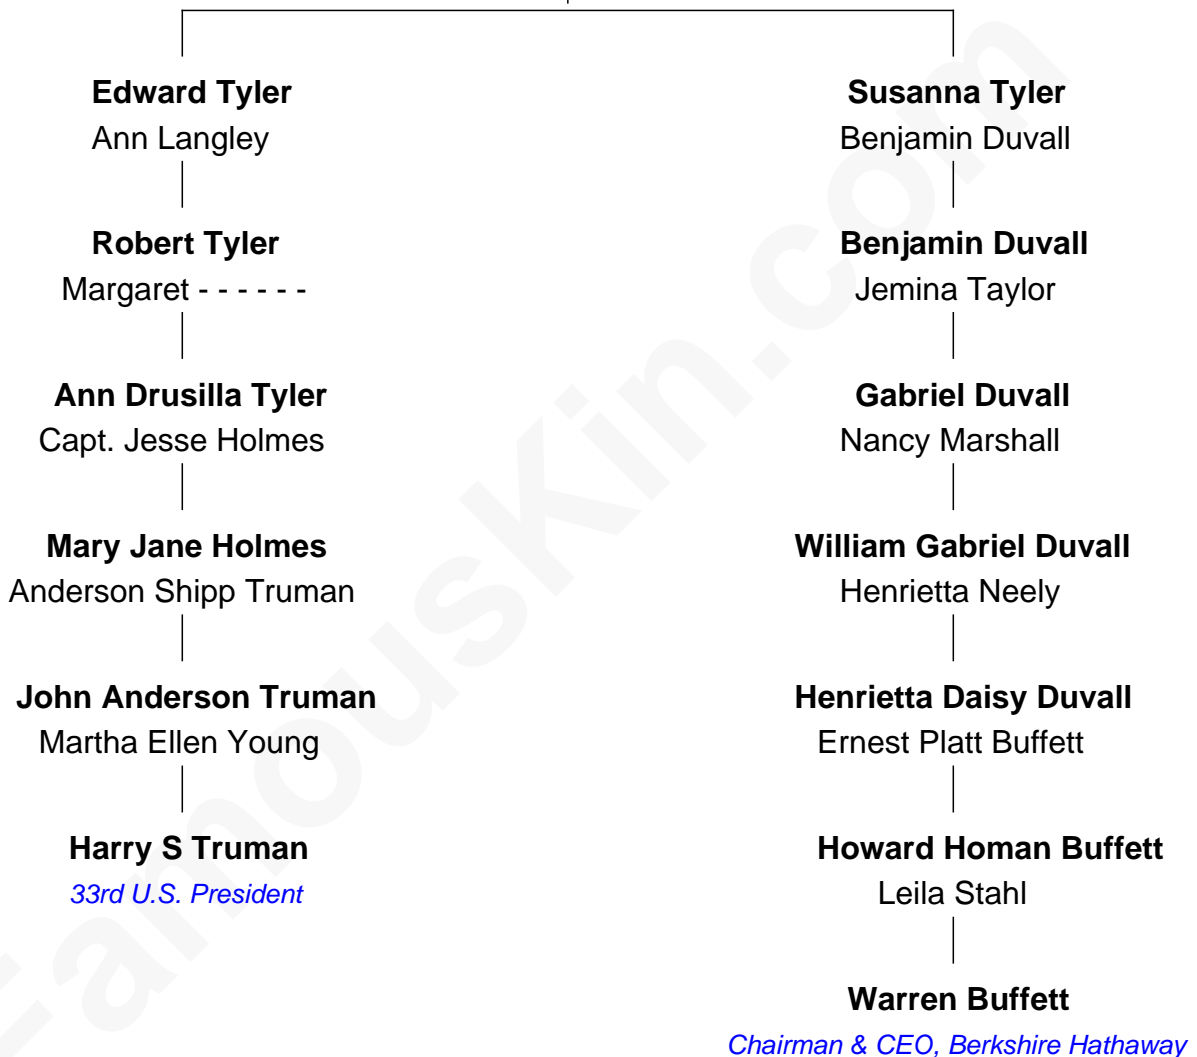 Edward Tyler
Ann Langley
Robert Tyler
Margaret - - - - - -
Ann Drusilla Tyler
Capt. Jesse Holmes
Mary Jane Holmes
Anderson Shipp Truman
John Anderson Truman
Martha Ellen Young
Harry S Truman
33rd U.S. President
Susanna Tyler
Benjamin Duvall
Benjamin Duvall
Jemina Taylor
Gabriel Duvall
Nancy Marshall
William Gabriel Duvall
Henrietta Neely
Henrietta Daisy Duvall
Ernest Platt Buffett
Howard Homan Buffett
Leila Stahl
Warren Buffett
Chairman & CEO, Berkshire Hathaway
FamousKin.com